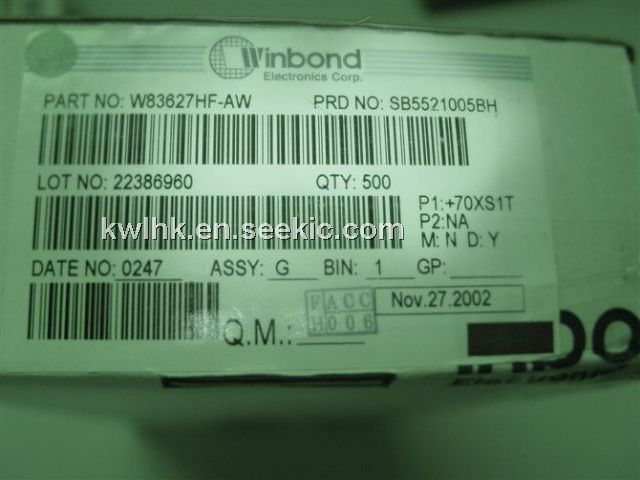 Winbond
Electronics Corp.
PART NO: W83627HF-AW PRD NO: SB5521005BH
LOT NO: 22386960 QTY: 500
P1:+70XS1T
P2:NA
M: N D: Y
kwlhk.en.seekic.com
DATE NO: 0247 ASSY: G BIN: 1 GP:
FACC
H006
Nov.27.2002
Q.M.: